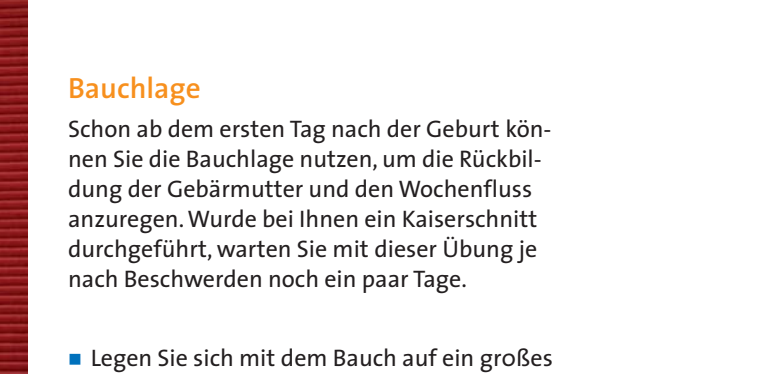 Bauchlage
Schon ab dem ersten Tag nach der Geburt kön-
nen Sie die Bauchlage nutzen, um die Rückbil-
dung der Gebärmutter und den Wochenfluss
anzuregen. Wurde bei Ihnen ein Kaiserschnitt
durchgeführt, warten Sie mit dieser Übung je
nach Beschwerden noch ein paar Tage.
■ Legen Sie sich mit dem Bauch auf ein großes